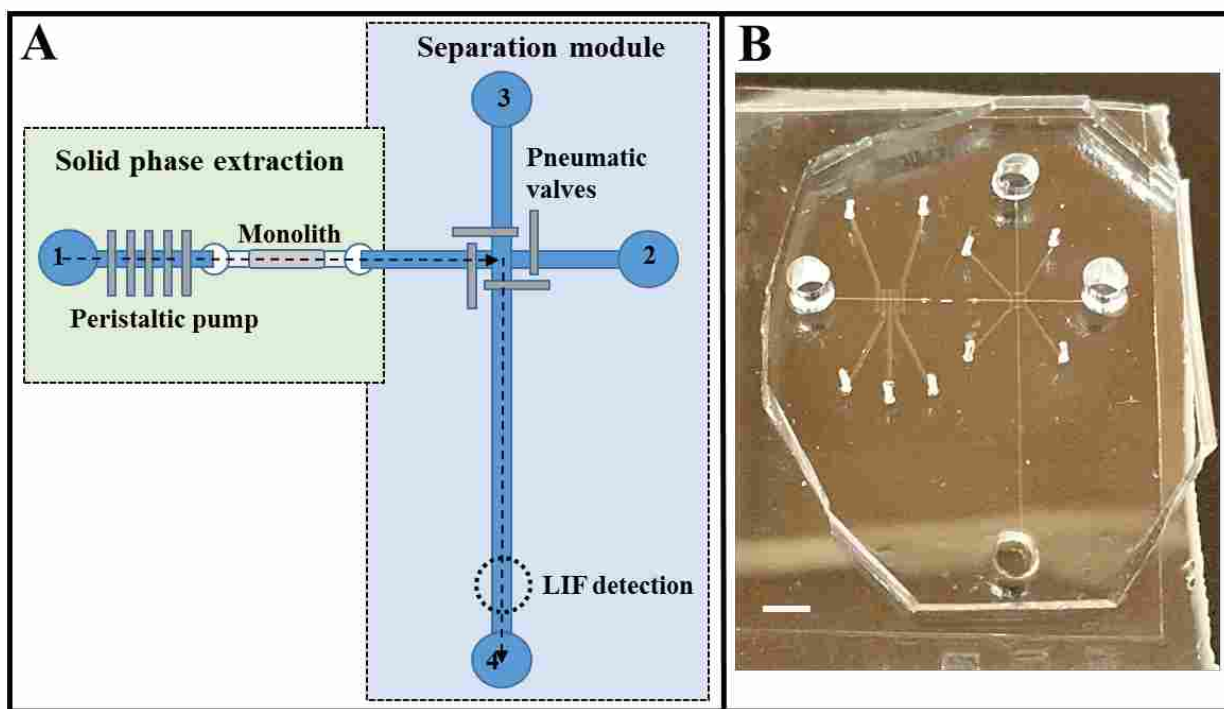 A
Separation module
3
Solid phase extraction
Pneumatic
valves
Monolith
1
2
Peristaltic pump
LIF detection
4
B